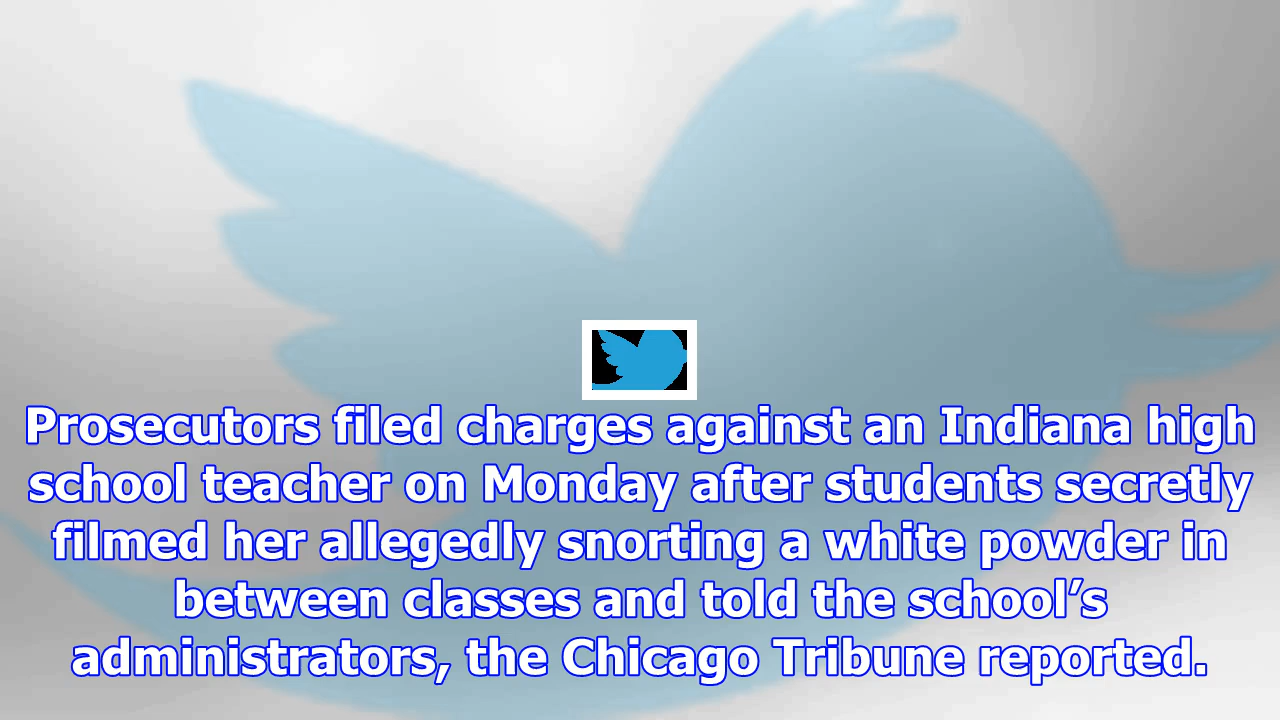 Prosecutors filed charges against an Indiana high
school teacher on Monday after students secretly
filmed her allegedly snorting a white powder in
between classes and told the school’s
administrators, the Chicago Tribune reported.